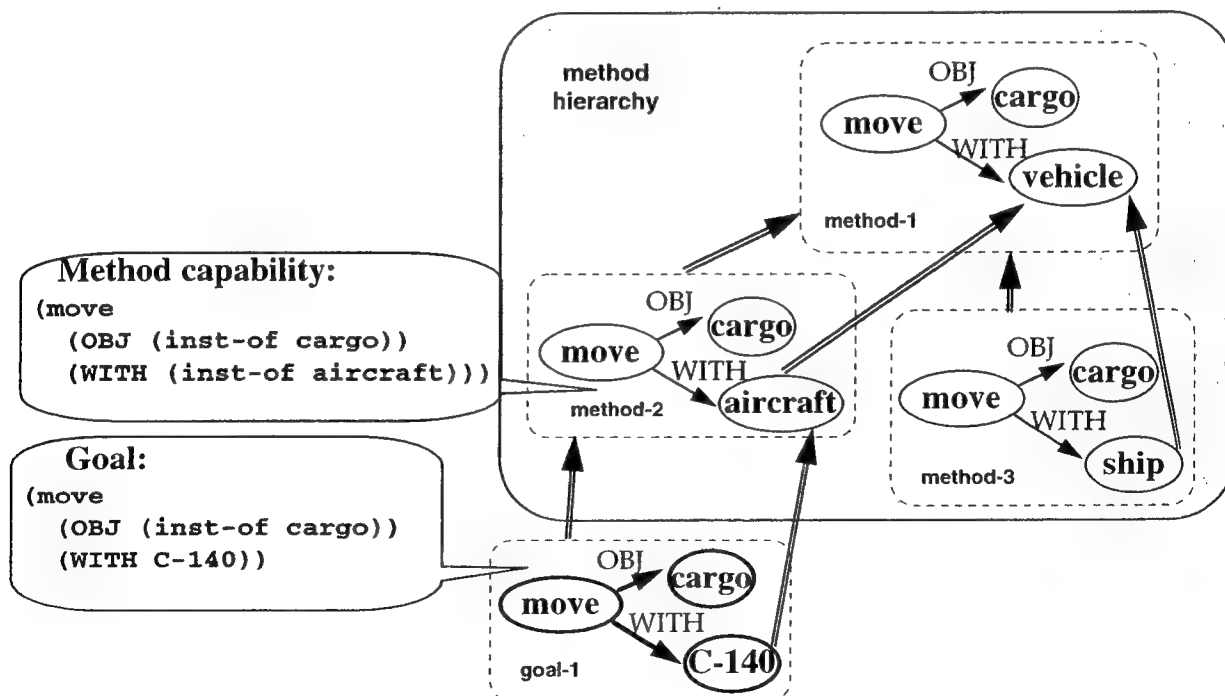 method
hierarchy
OBJ
cargo
move
WITH
vehicle
method-1
Method capability:
(move
(OBJ (inst-of cargo))
(WITH (inst-of aircraft)))
OBJ
cargo
move
WITH
aircraft
method-2
OBJ
cargo
move
WITH
ship
method-3
Goal:
(move
(OBJ (inst-of cargo))
(WITH C-140))
OBJ
cargo
move
WITH
C-140
goal-1